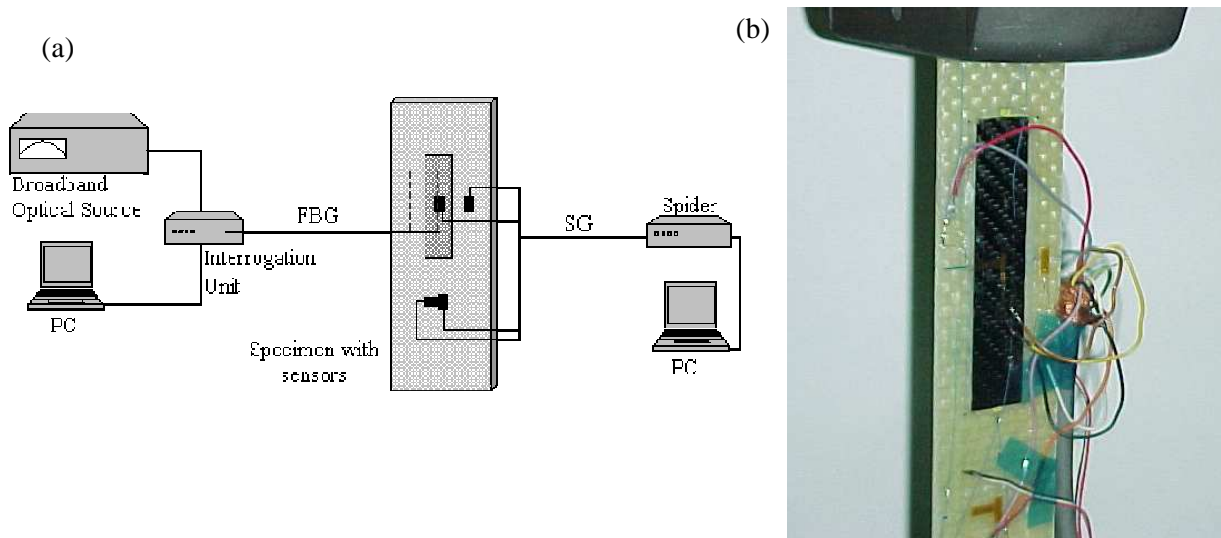 (a)
(b)
Broadband
Optical Source
FBG
Interrogation
Unit
PC
Specimen with
sensors
SG
Spider
PC